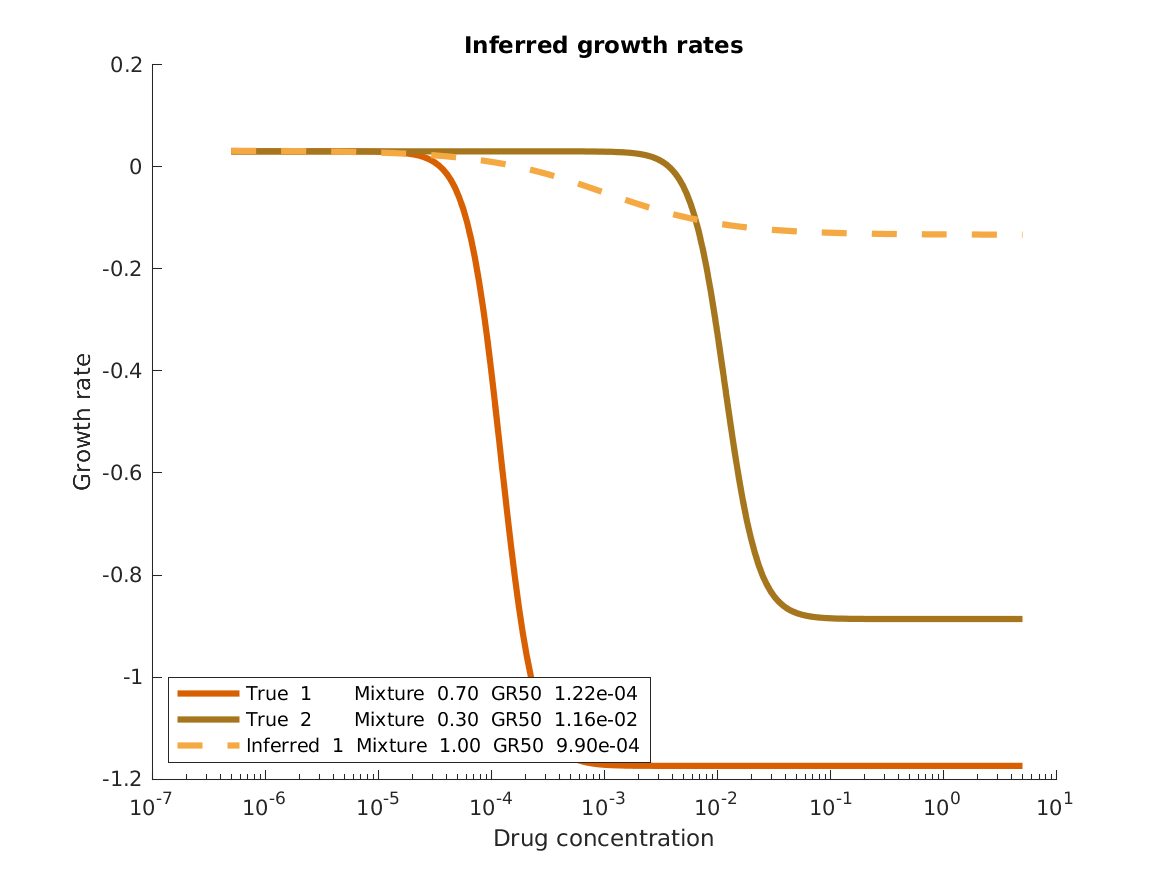 Inferred growth rates
0.2
0
-0.2
-0.4
-0.6
-0.8
-1
-1.2
Growth rate
True 1 Mixture 0.70 GR50 1.22e-04
True 2 Mixture 0.30 GR50 1.16e-02
Inferred 1 Mixture 1.00 GR50 9.90e-04
10^-7 10^-6 10^-5 10^-4 10^-3 10^-2 10^-1 10^0 10^1
Drug concentration